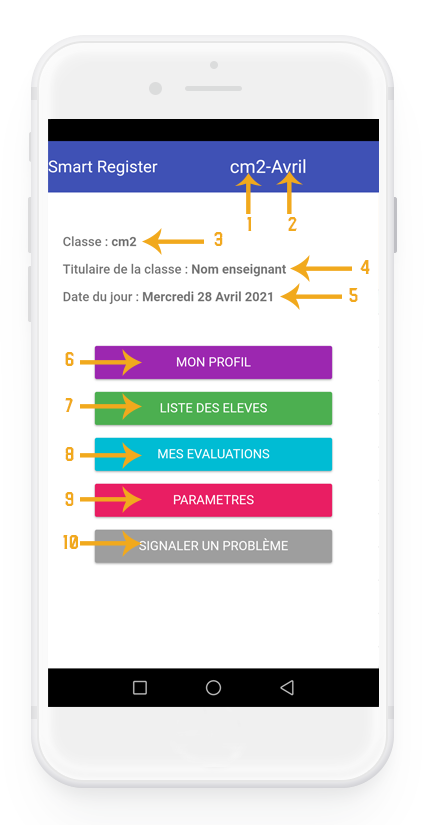 Smart Register cm2-Avril
1 2
Classe : cm2 3
Titulaire de la classe : Nom enseignant 4
Date du jour : Mercredi 28 Avril 2021 5
6 MON PROFIL
7 LISTE DES ELEVES
8 MES EVALUATIONS
9 PARAMETRES
10 SIGNALER UN PROBLÈME